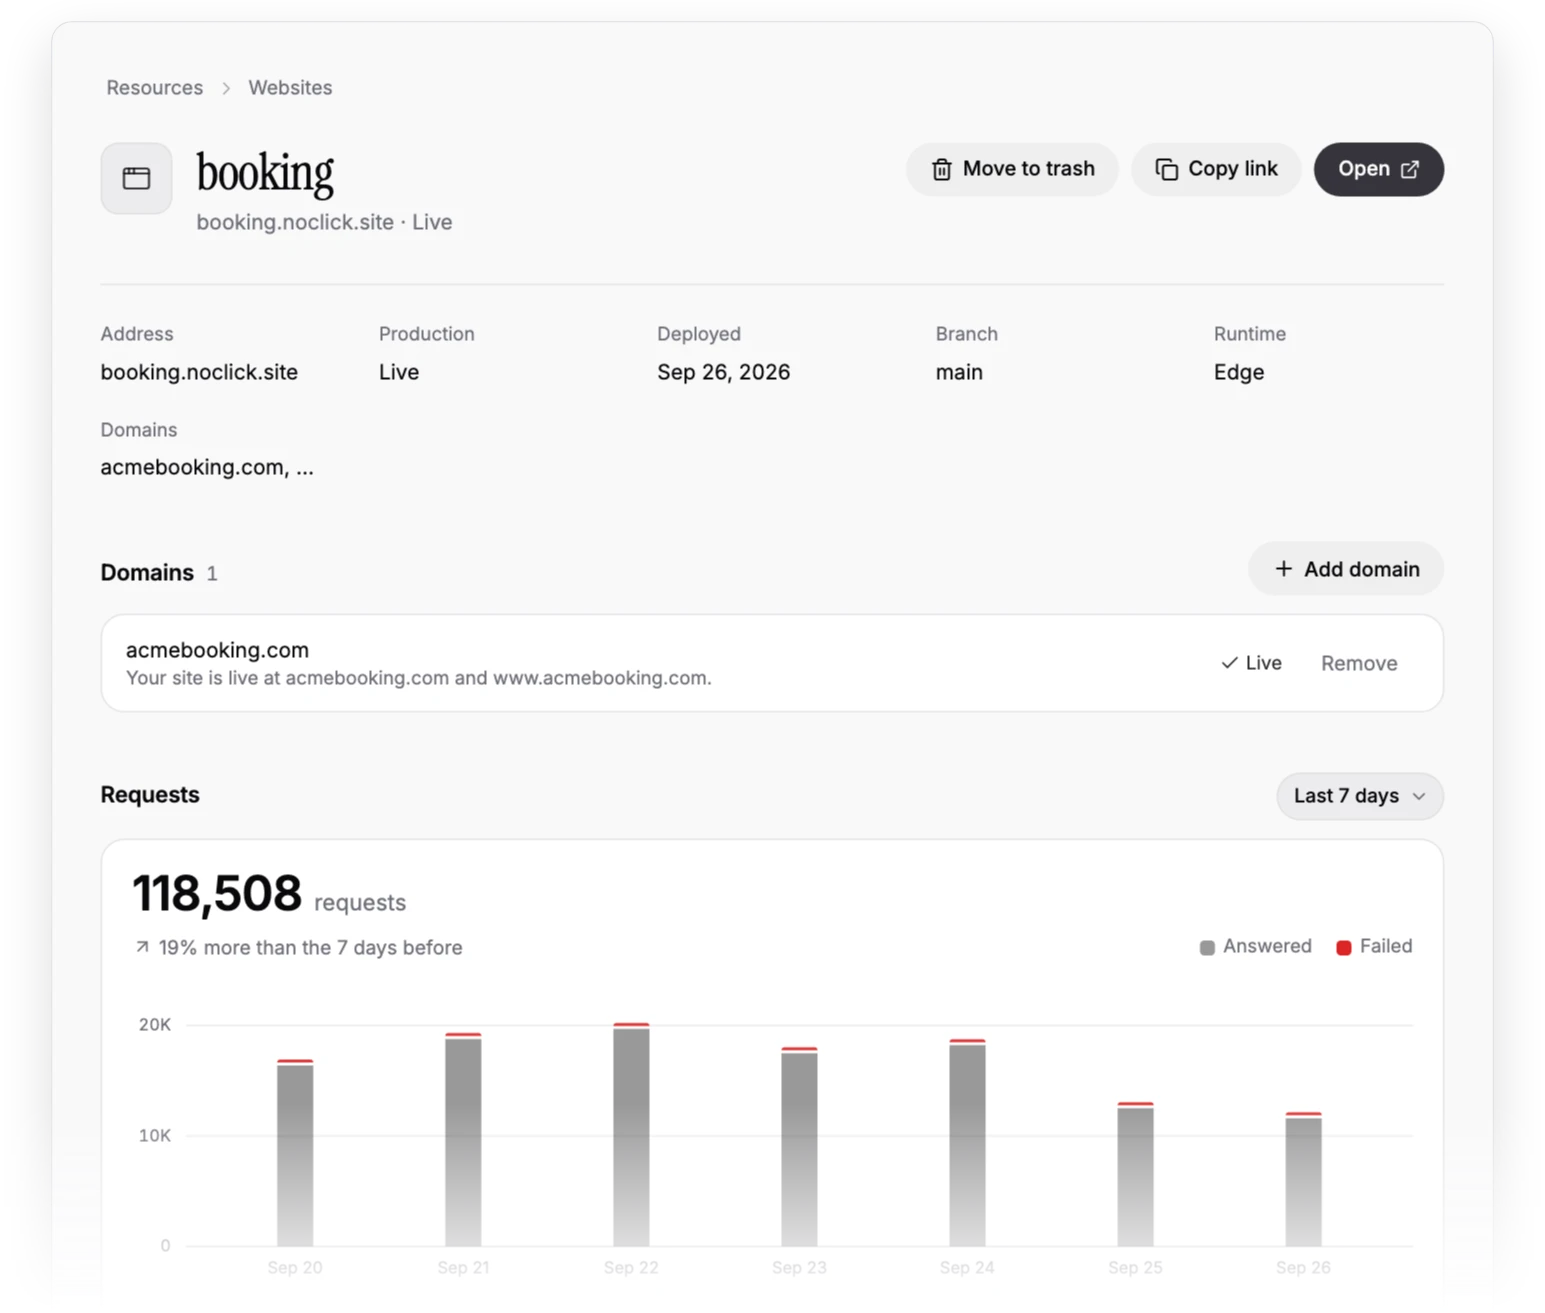 Resources > Websites
booking
booking.noclick.site · Live
Move to trash
Copy link
Open
Address
booking.noclick.site
Production
Live
Deployed
Sep 26, 2026
Branch
main
Runtime
Edge
Domains
acmebooking.com, ...
Domains 1
+ Add domain
acmebooking.com
Your site is live at acmebooking.com and www.acmebooking.com.
Live
Remove
Requests
Last 7 days
118,508 requests
19% more than the 7 days before
Answered
Failed
20K
10K
0
Sep 20
Sep 21
Sep 22
Sep 23
Sep 24
Sep 25
Sep 26